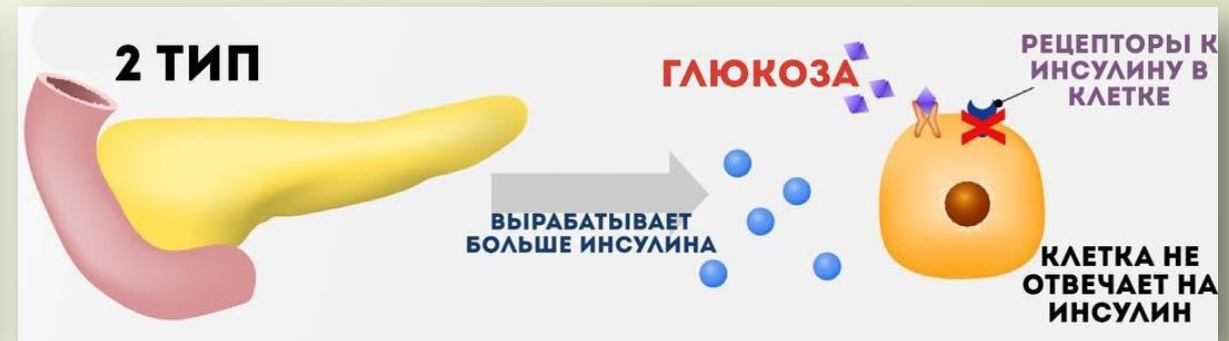 2 ТИП
ГЛЮКОЗА
РЕЦЕПТОРЫ К
ИНСУЛИНУ В
КЛЕТКЕ
ВЫРАБАТЫВАЕТ
БОЛЬШЕ ИНСУЛИНА
КЛЕТКА НЕ
ОТВЕЧАЕТ НА
ИНСУЛИН